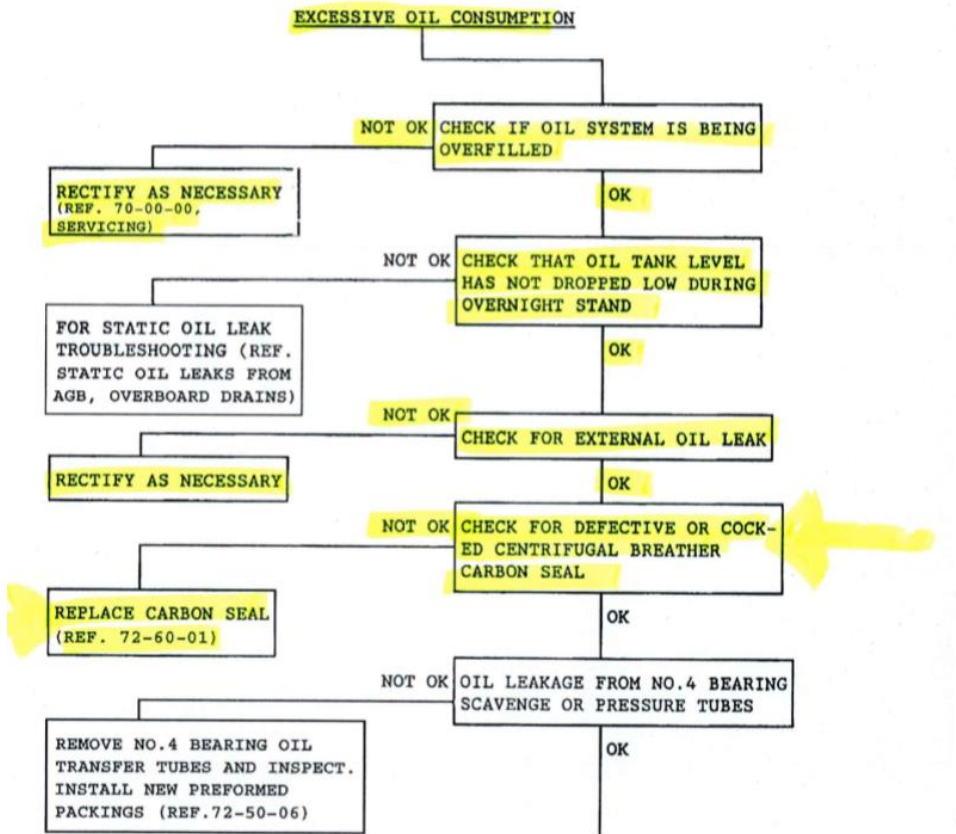 EXCESSIVE OIL CONSUMPTION
NOT OK
CHECK IF OIL SYSTEM IS BEING
OVERFILLED
RECTIFY AS NECESSARY
(REF. 70-00-00,
SERVICING)
OK
NOT OK
CHECK THAT OIL TANK LEVEL
HAS NOT DROPPED LOW DURING
OVERNIGHT STAND
FOR STATIC OIL LEAK
TROUBLESHOOTING (REF.
STATIC OIL LEAKS FROM
AGB, OVERBOARD DRAINS)
OK
NOT OK
CHECK FOR EXTERNAL OIL LEAK
RECTIFY AS NECESSARY
OK
NOT OK
CHECK FOR DEFECTIVE OR COCK-
ED CENTRIFUGAL BREATHER
CARBON SEAL
REPLACE CARBON SEAL
(REF. 72-60-01)
OK
NOT OK
OIL LEAKAGE FROM NO.4 BEARING
SCAVENGE OR PRESSURE TUBES
REMOVE NO.4 BEARING OIL
TRANSFER TUBES AND INSPECT.
INSTALL NEW PREFORMED
PACKINGS (REF.72-50-06)
OK